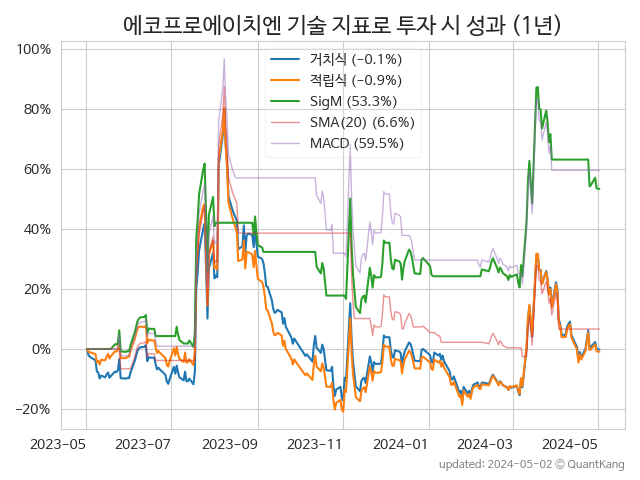 에코프로에이치엔 기술 지표로 투자 시 성과 (1년)
100%
80%
60%
40%
20%
0%
−20%
거치식 (−0.1%)
적립식 (−0.9%)
SigM (53.3%)
SMA(20) (6.6%)
MACD (59.5%)
2023-05 2023-07 2023-09 2023-11 2024-01 2024-03 2024-05
updated: 2024-05-02 © QuantKang